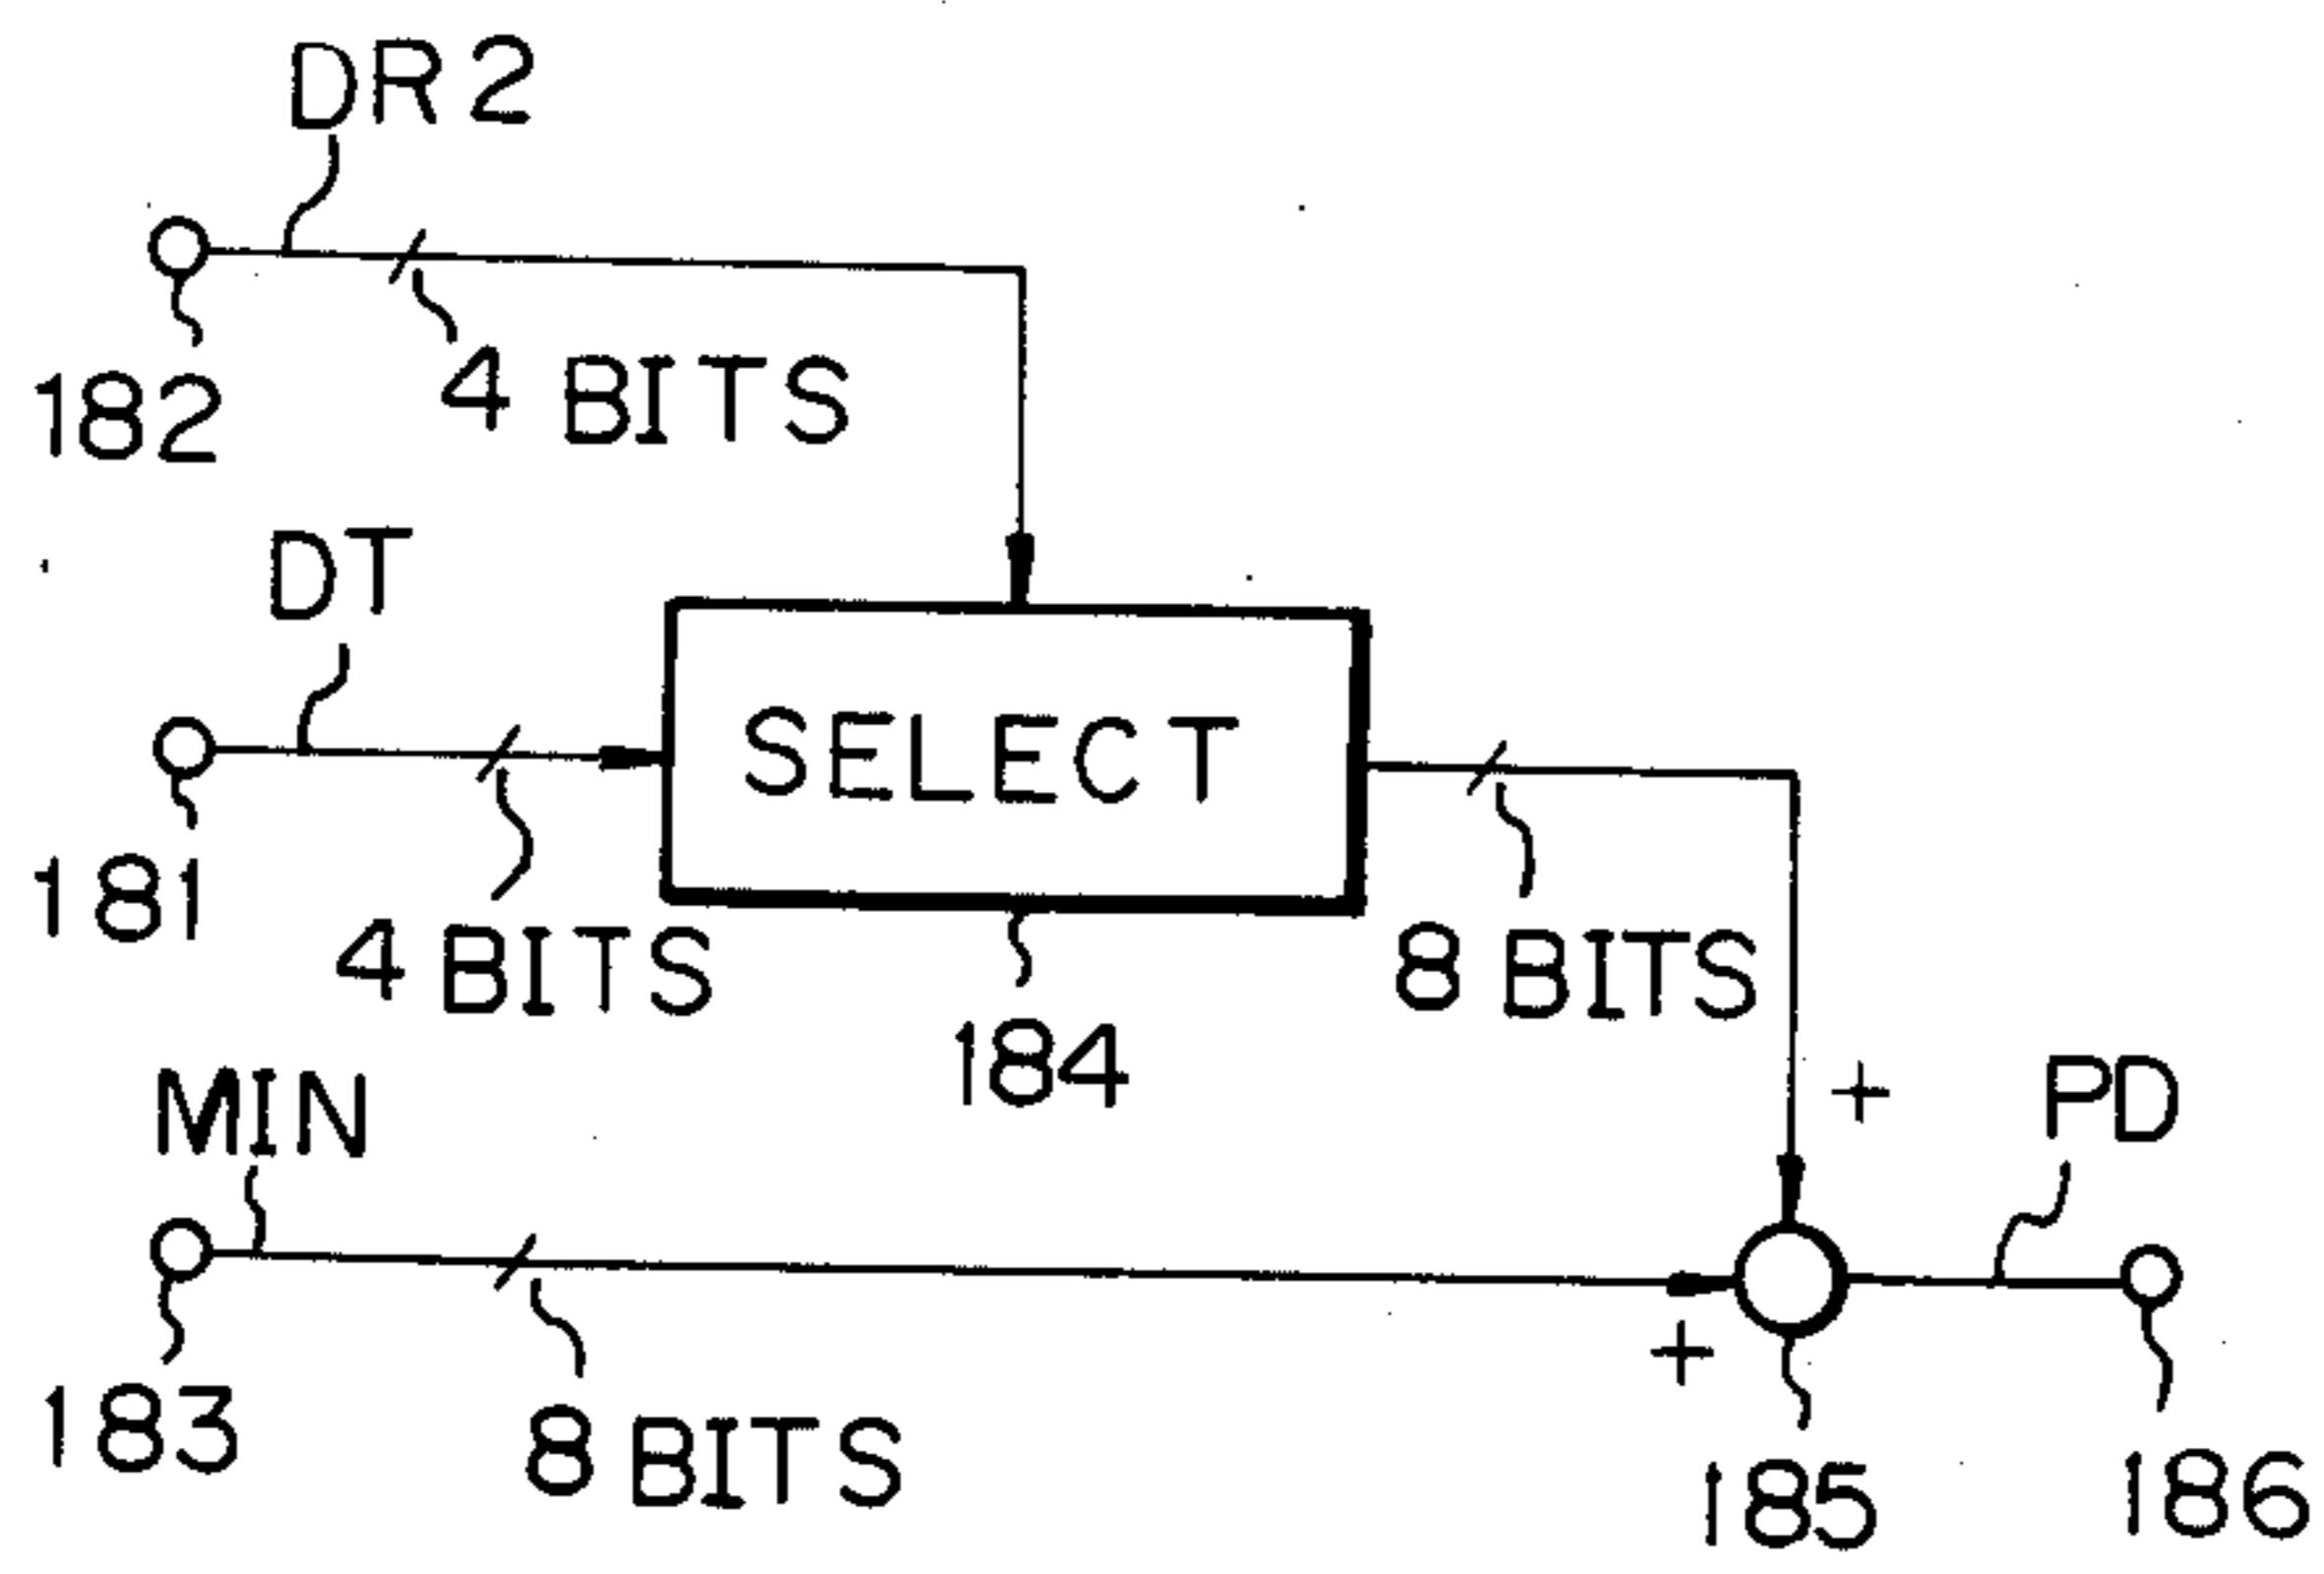 DR2
182
4 BITS
DT
SELECT
181
4 BITS
8 BITS
184
MIN
+
PD
183
8 BITS
+
185
186